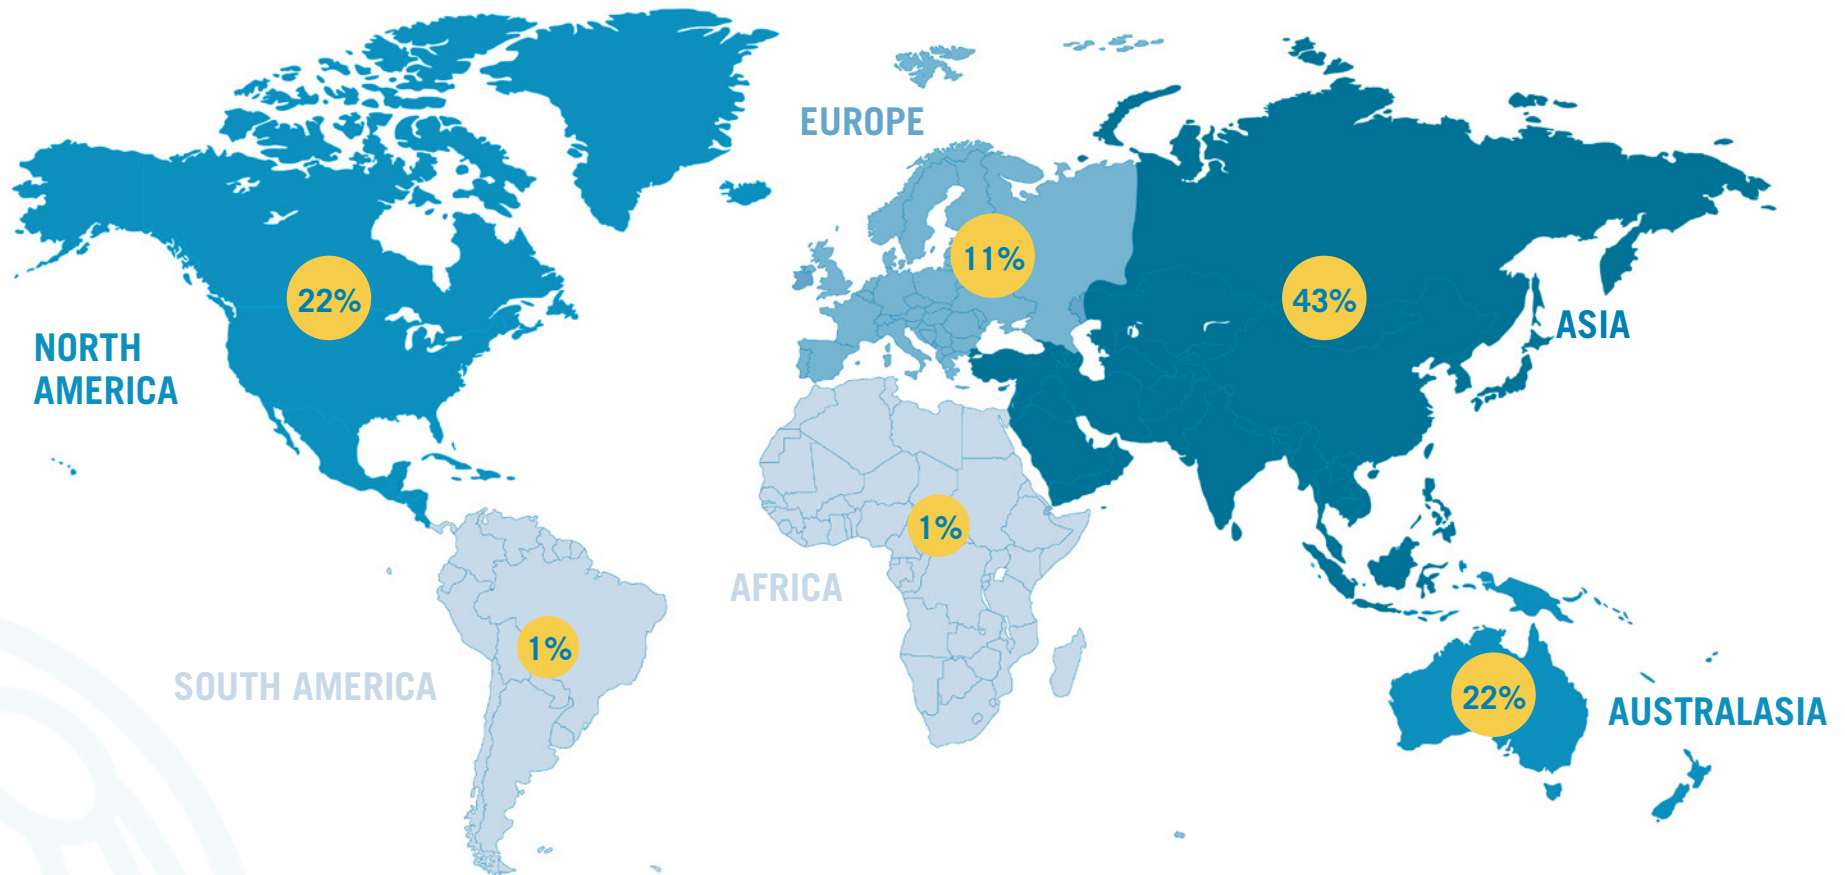 EUROPE
11%
22%
43%
NORTH
AMERICA
ASIA
1%
AFRICA
1%
SOUTH AMERICA
22%
AUSTRALASIA